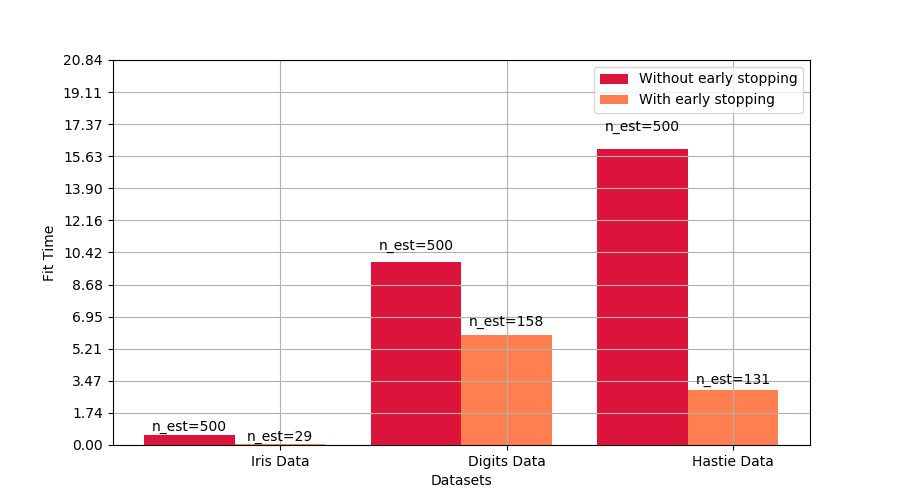 20.84
19.11
17.37
15.63
13.90
12.16
10.42
8.68
6.95
5.21
3.47
1.74
0.00
Fit Time
Without early stopping
With early stopping
n_est=500
n_est=500
n_est=158
n_est=131
n_est=500
n_est=29
Iris Data
Digits Data
Hastie Data
Datasets